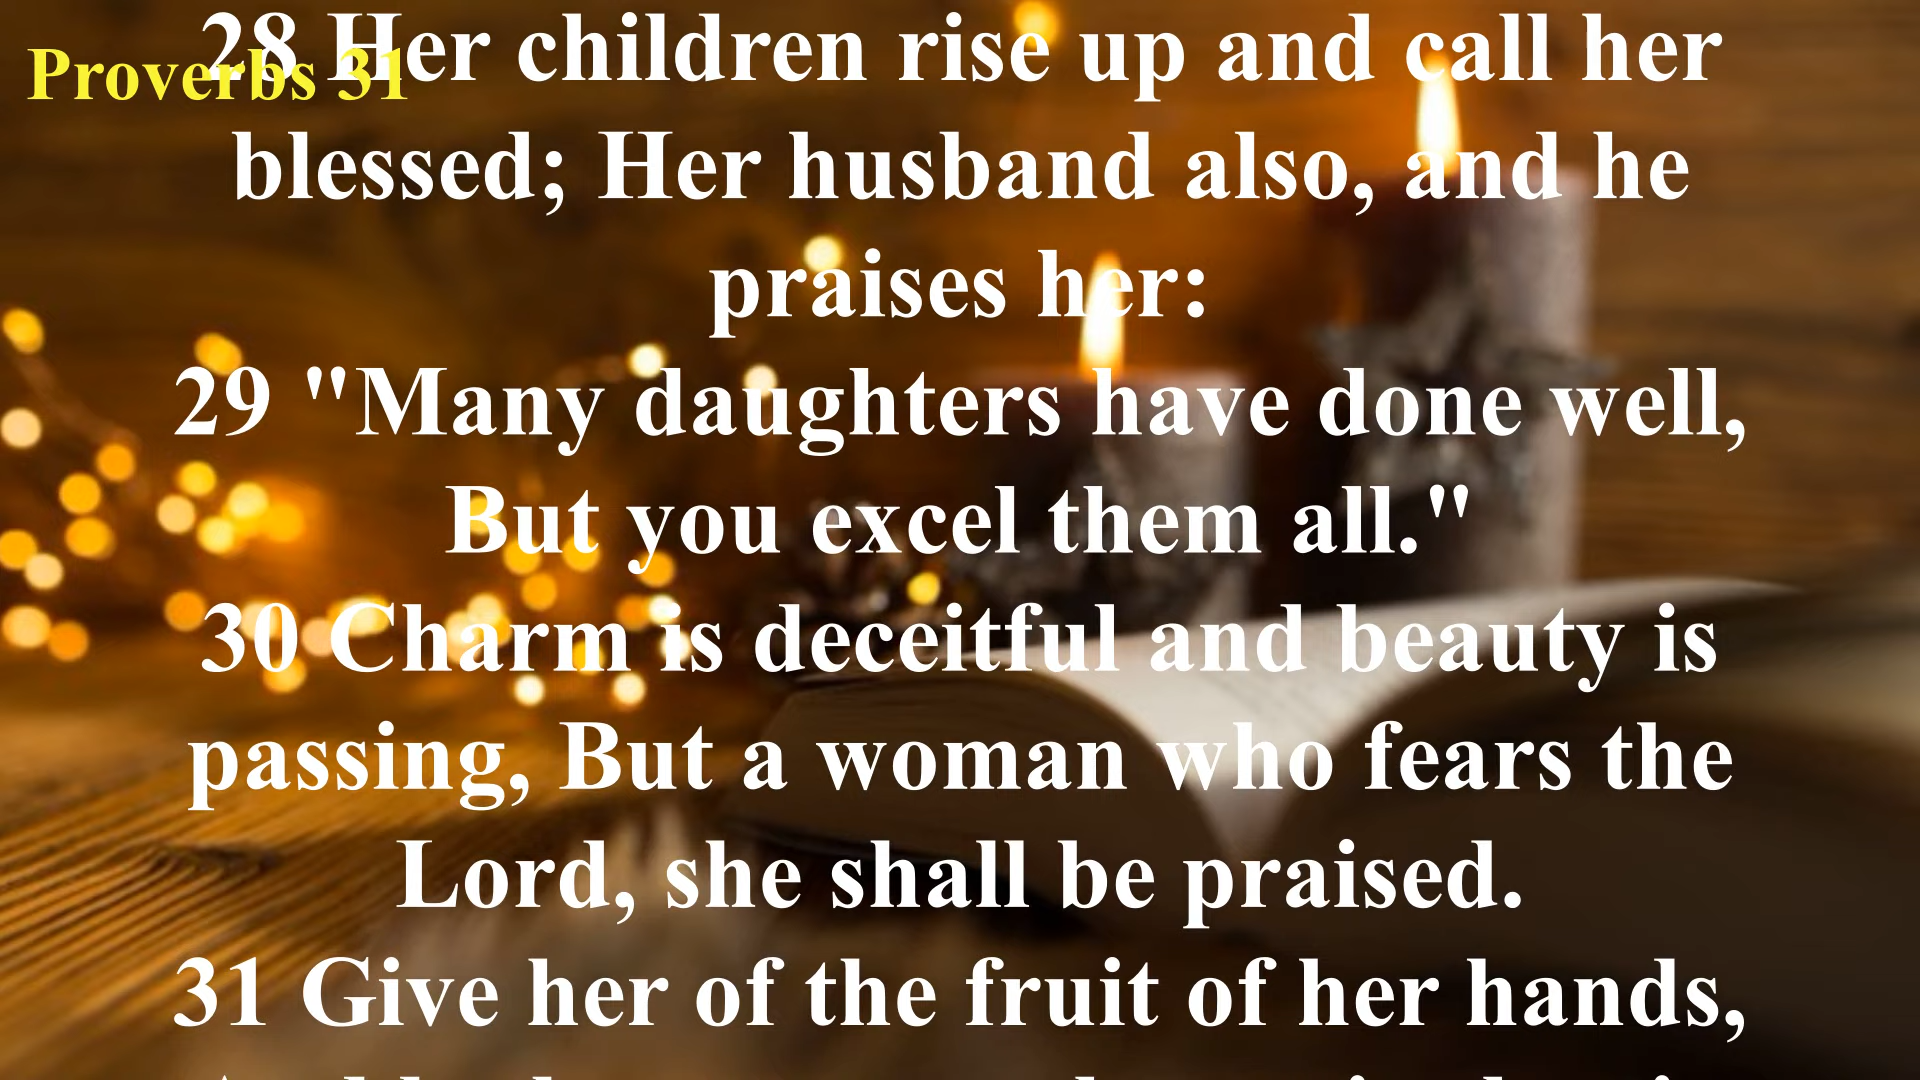 Proverbs 31
28 Her children rise up and call her
blessed; Her husband also, and he
praises her:
29 "Many daughters have done well,
But you excel them all."
30 Charm is deceitful and beauty is
passing, But a woman who fears the
Lord, she shall be praised.
31 Give her of the fruit of her hands,